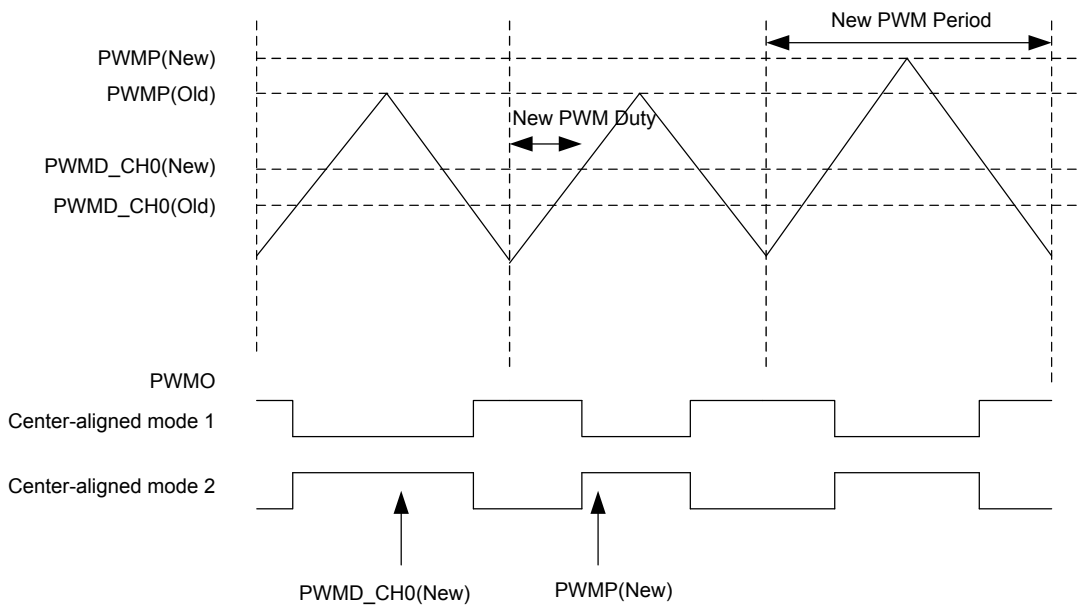 New PWM Period
PWMP(New)
PWMP(Old)
New PWM Duty
PWMD_CH0(New)
PWMD_CH0(Old)
PWMO
Center-aligned mode 1
Center-aligned mode 2
PWMD_CH0(New)
PWMP(New)